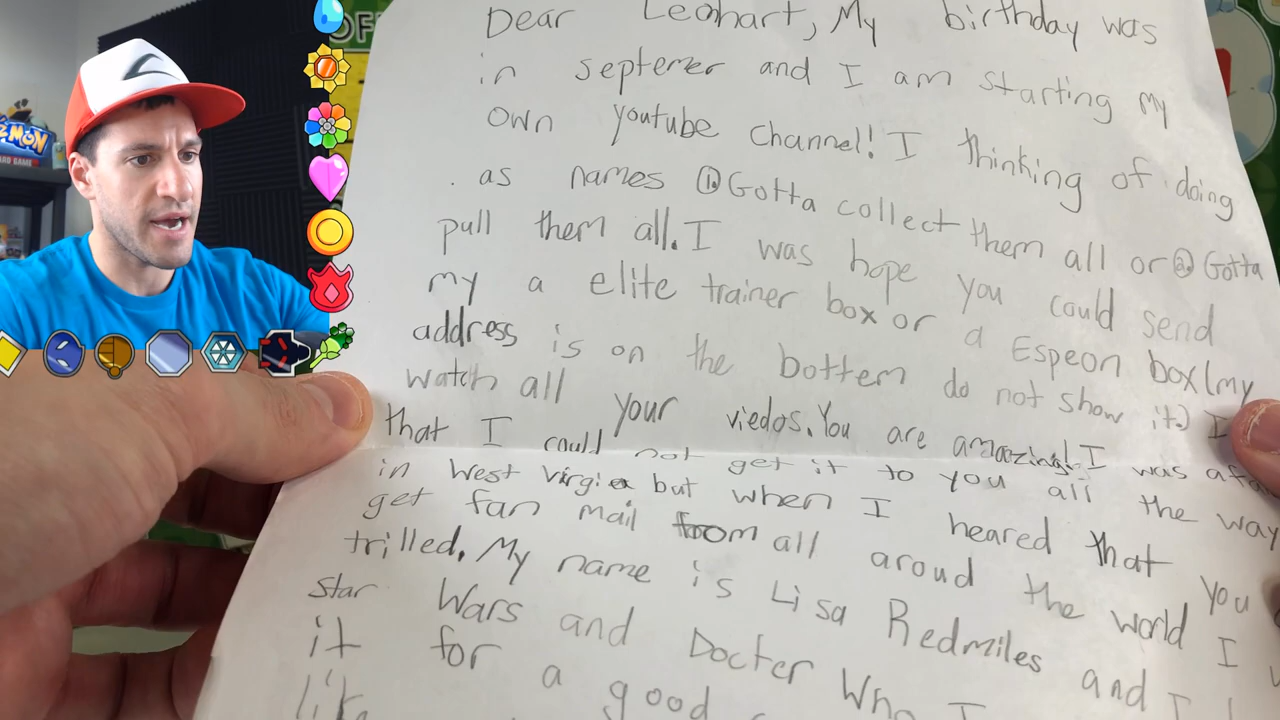 Dear Leonhart, My birthday was
in septemer and I am starting my
own youtube channel! I thinking of doing
as names ① Gotta collect them all or ② Gotta
pull them all. I was hope you could send
my a elite trainer box or a Espeon box (my
address is on the bottem do not show it.) I
watch all your viedos. You are amazing! I was
that I could not get it to you all the way
in West Virgi but when I heared that you
get fan mail from all aroud the world I
trilled. My name is Lisa Redmiles and I
Star Wars and Docter Who I
it for a good
like